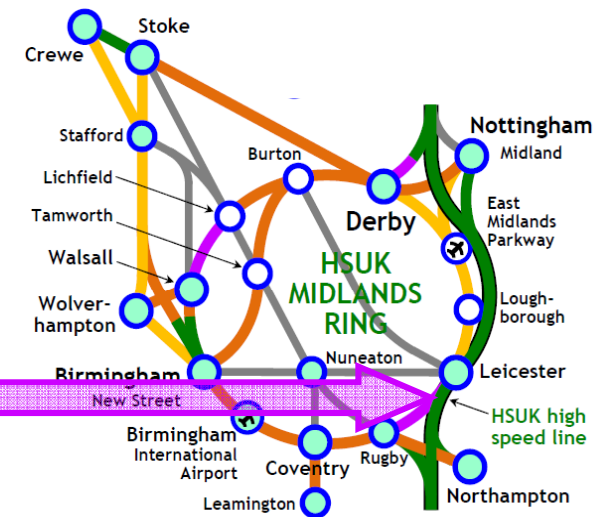 Stoke
Crewe
Nottingham
Midland
Stafford
Burton
Lichfield
Tamworth
Derby
East
Midlands
Parkway
Walsall
HSUK
MIDLANDS
RING
Wolver-
hampton
Lough-
borough
Nuneaton
Leicester
Birmingham
New Street
HSUK high
speed line
Birmingham
International
Airport
Coventry
Rugby
Northampton
Leamington